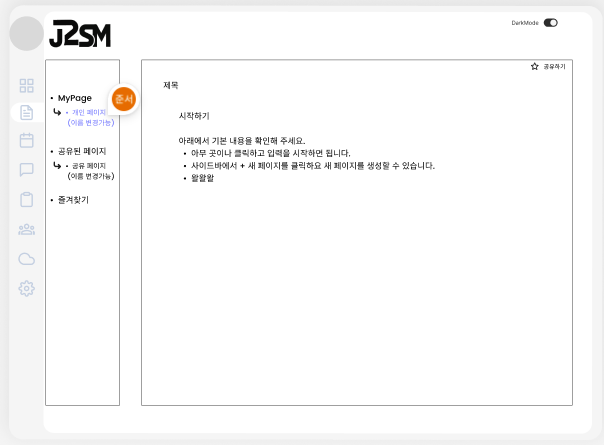 J2SM
DarkMode
공유하기
MyPage
개인 페이지
(이름 변경가능)
준서
공유된 페이지
공유 페이지
(이름 변경가능)
즐겨찾기
제목
시작하기
아래에서 기본 내용을 확인해 주세요.
아무 곳이나 클릭하고 입력을 시작하면 됩니다.
사이드바에서 + 새 페이지를 클릭하요 새 페이지를 생성할 수 있습니다.
왈왈왈